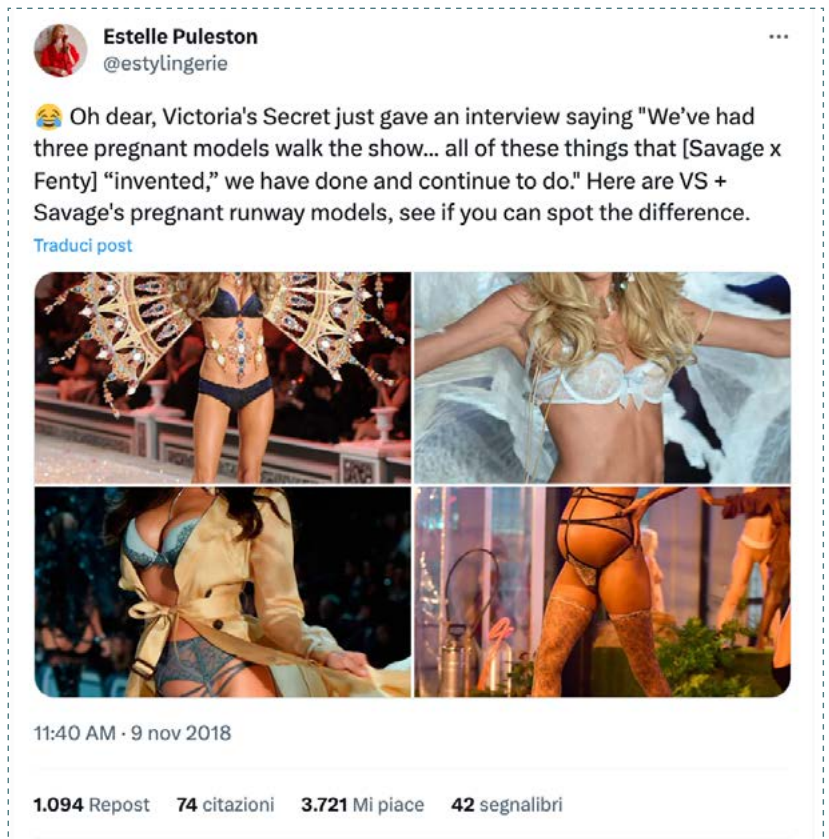 Estelle Puleston
@estylingerie
😂 Oh dear, Victoria's Secret just gave an interview saying "We’ve had
three pregnant models walk the show... all of these things that [Savage x
Fenty] “invented,” we have done and continue to do." Here are VS +
Savage's pregnant runway models, see if you can spot the difference.
Traduci post
11:40 AM · 9 nov 2018
1.094 Repost 74 citazioni 3.721 Mi piace 42 segnalibri